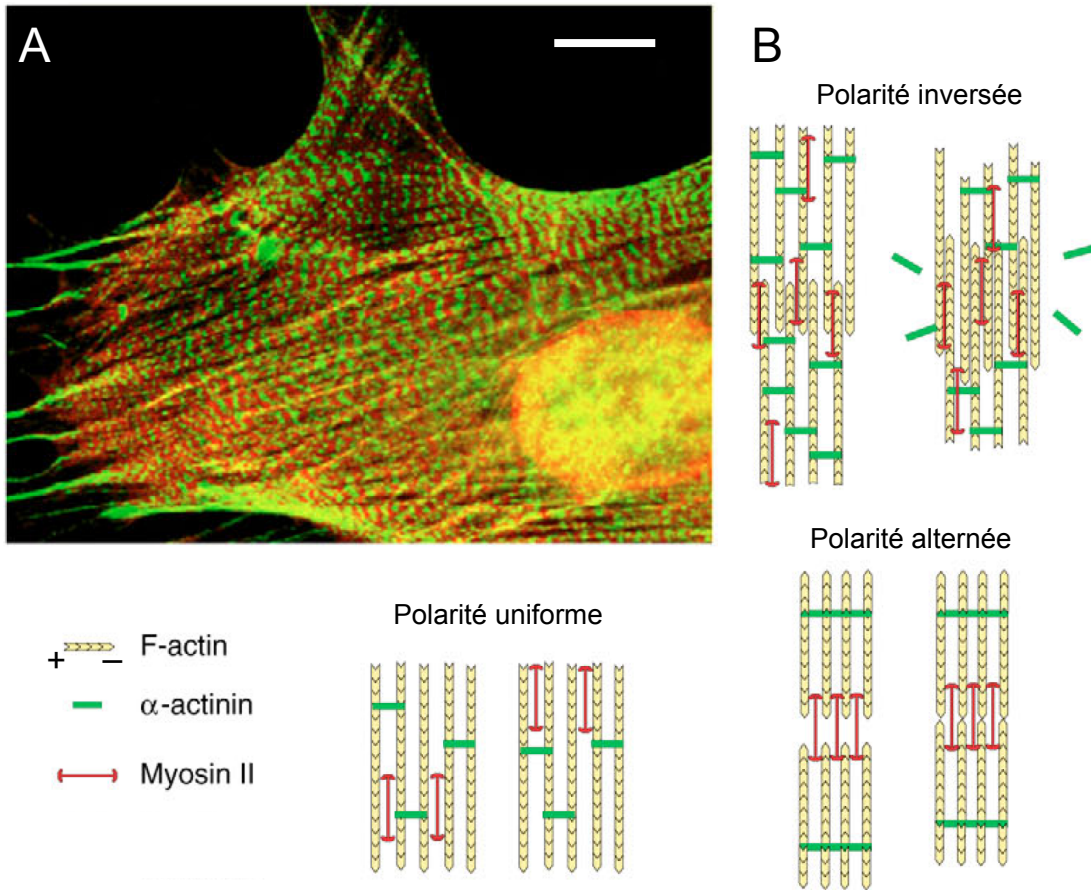 A
B
Polarité inversée
Polarité alternée
Polarité uniforme
+ – F-actin
α-actinin
Myosin II